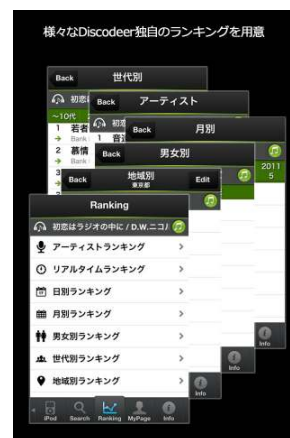 様々なDiscodeer独自のランキングを用意
Back 世代別
初恋
Back アーティスト
~10代
1 若者
Bank
初恋
1 音
Back 月別
2 慕情
Bank
Back 男女別
2011
5
3
Back 地域別 Edit
東京都
Ranking
初恋はラジオの中に / D.W.ニコル
アーティストランキング
リアルタイムランキング
日別ランキング
月別ランキング
男女別ランキング
世代別ランキング
地域別ランキング
iPod Search Ranking MyPage Info
Info
Info
Info